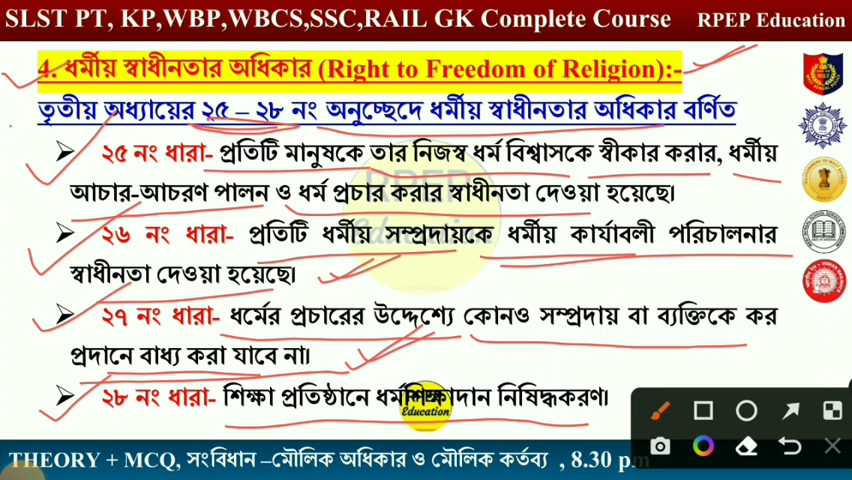 SLST PT, KP,WBP,WBCS,SSC,RAIL GK Complete Course RPEP Education
4. ধর্মীয় স্বাধীনতার অধিকার (Right to Freedom of Religion):-
তৃতীয় অধ্যায়ের ২৫ – ২৮ নং অনুচ্ছেদে ধর্মীয় স্বাধীনতার অধিকার বর্ণিত
➢ ২৫ নং ধারা- প্রতিটি মানুষকে তার নিজস্ব ধর্ম বিশ্বাসকে স্বীকার করার, ধর্মীয়
আচার-আচরণ পালন ও ধর্ম প্রচার করার স্বাধীনতা দেওয়া হয়েছে।
➢ ২৬ নং ধারা- প্রতিটি ধর্মীয় সম্প্রদায়কে ধর্মীয় কার্যাবলী পরিচালনার
স্বাধীনতা দেওয়া হয়েছে।
➢ ২৭ নং ধারা- ধর্মের প্রচারের উদ্দেশ্যে কোনও সম্প্রদায় বা ব্যক্তিকে কর
প্রদানে বাধ্য করা যাবে না।
➢ ২৮ নং ধারা- শিক্ষা প্রতিষ্ঠানে ধর্মশিক্ষাদান নিষিদ্ধকরণ।
RPEP
Education
Education
THEORY + MCQ, সংবিধান –মৌলিক অধিকার ও মৌলিক কর্তব্য , 8.30 pm